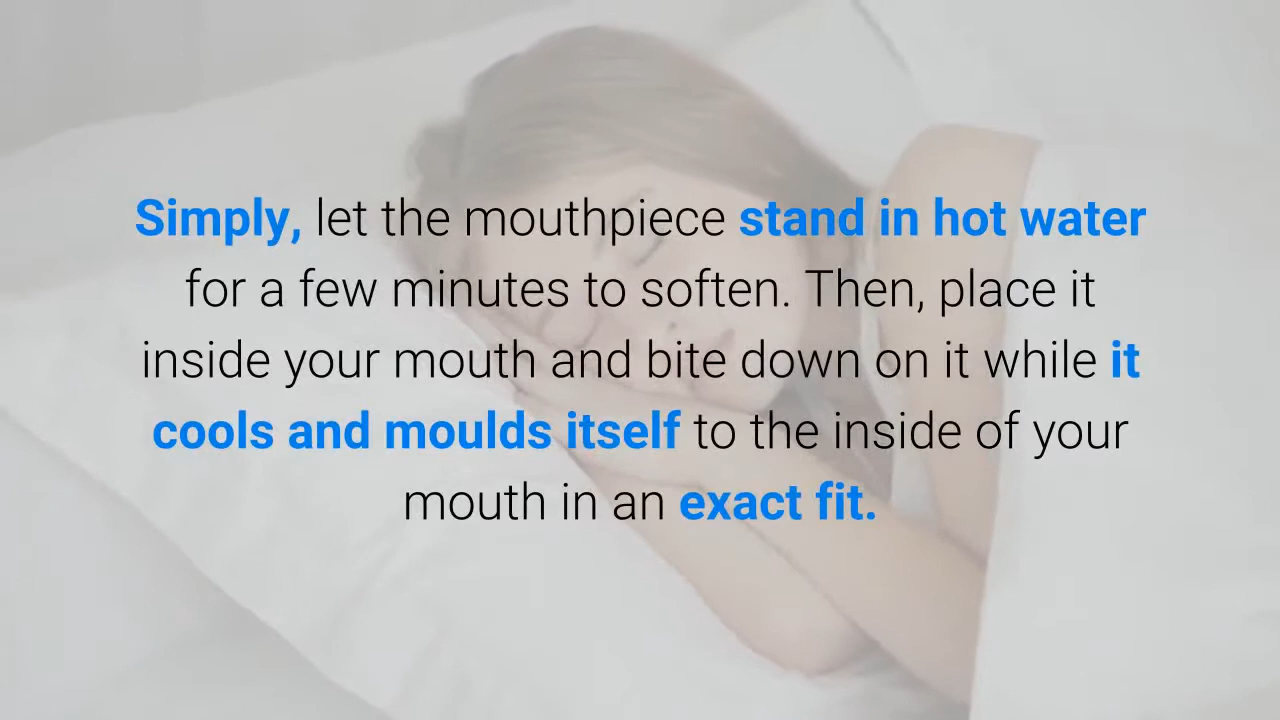 Simply, let the mouthpiece stand in hot water
for a few minutes to soften. Then, place it
inside your mouth and bite down on it while it
cools and moulds itself to the inside of your
mouth in an exact fit.